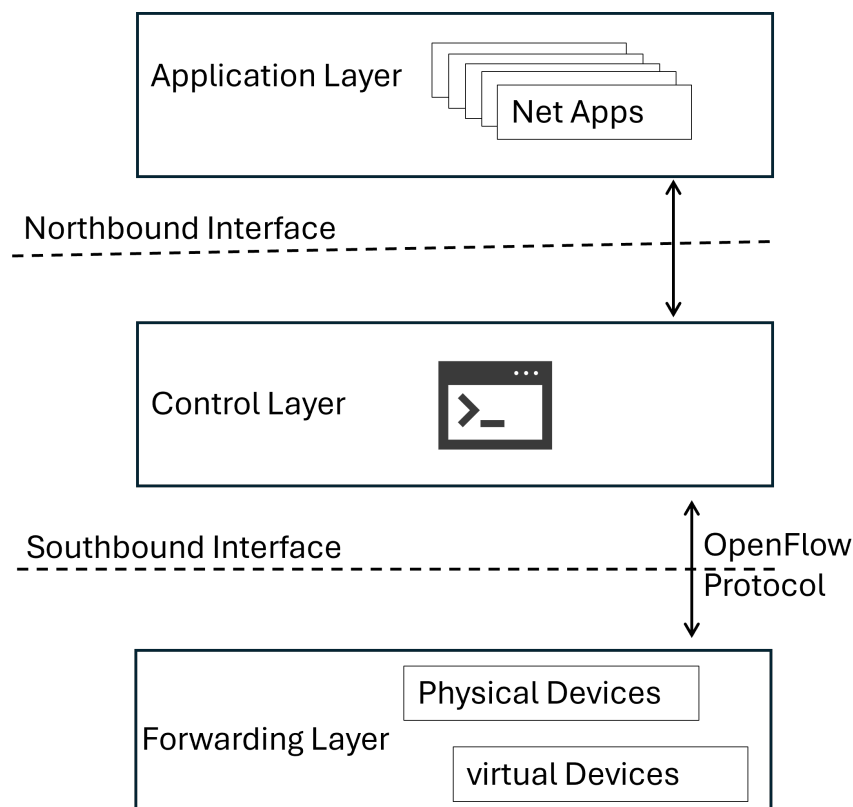 Application Layer
Net Apps
Northbound Interface
Control Layer
>_
Southbound Interface
OpenFlow
Protocol
Physical Devices
Forwarding Layer
virtual Devices